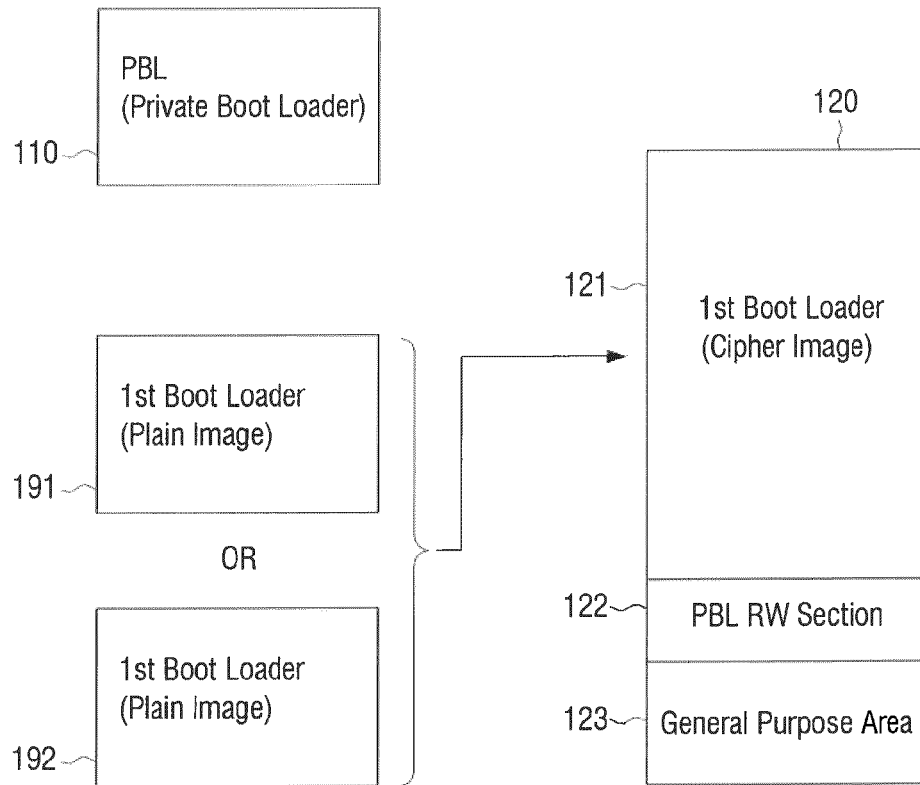 PBL
(Private Boot Loader)
110
1st Boot Loader
(Plain Image)
191
OR
1st Boot Loader
(Plain Image)
192
120
121
1st Boot Loader
(Cipher Image)
122
PBL RW Section
123
General Purpose Area